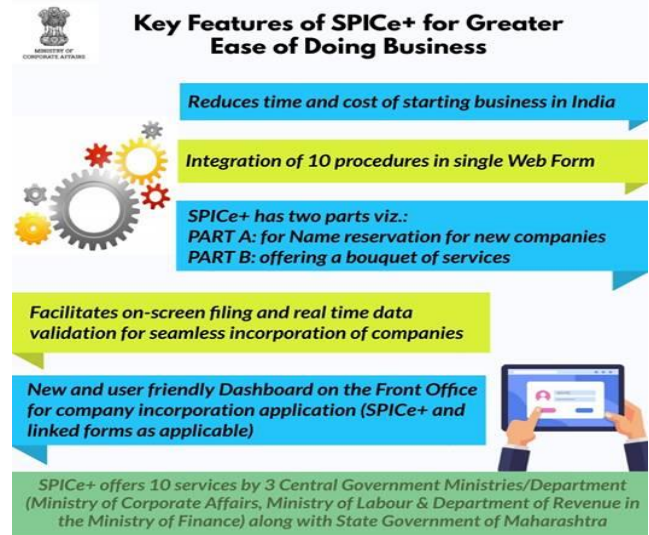 MINISTRY OF
CORPORATE AFFAIRS
Key Features of SPICe+ for Greater
Ease of Doing Business
Reduces time and cost of starting business in India
Integration of 10 procedures in single Web Form
SPICe+ has two parts viz.:
PART A: for Name reservation for new companies
PART B: offering a bouquet of services
Facilitates on-screen filing and real time data
validation for seamless incorporation of companies
New and user friendly Dashboard on the Front Office
for company incorporation application (SPICe+ and
linked forms as applicable)
SPICe+ offers 10 services by 3 Central Government Ministries/Department
(Ministry of Corporate Affairs, Ministry of Labour & Department of Revenue in
the Ministry of Finance) along with State Government of Maharashtra